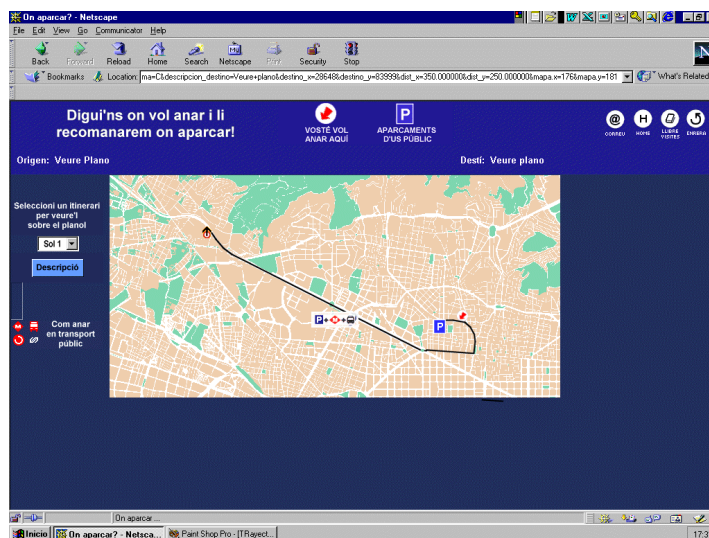 On aparcar? - Netscape
File Edit View Go Communicator Help
Back Forward Reload Home Search Netscape Print Security Stop
Bookmarks Location: ma=C&descripcion_destino=Veure+plano&destino_x=28648&destino_y=83999&dist_x=350.000000&dist_y=250.000000&mapa.x=176&mapa.y=181 What's Related
Digui'ns on vol anar i li
recomanarem on aparcar!
VOSTÈ VOL
ANAR AQUÍ
P
APARCAMENTS
D'US PÚBLIC
@
CORREU
H
HOME
LLIBRE
VISITES
ENRERA
Origen: Veure Plano
Destí: Veure plano
Seleccioni un itinerari
per veure'l
sobre el planol
Sol 1
Descripció
P
P
Com anar
en transport
públic
On aparcar ...
Inicio On aparcar? - Netsca... Paint Shop Pro - [TRayect... 17:3